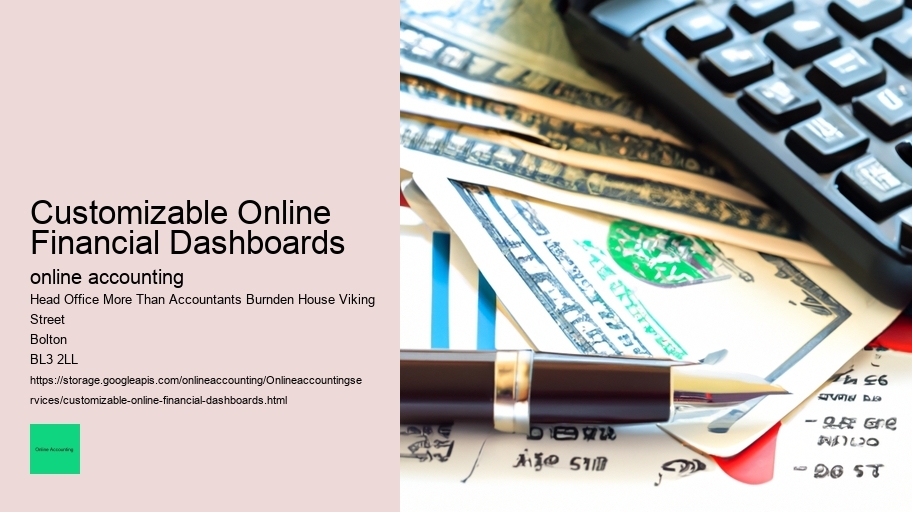 Customizable Online
Financial Dashboards
online accounting
Head Office More Than Accountants Burnden House Viking
Street
Bolton
BL3 2LL
https://storage.googleapis.com/onlineaccounting/Onlineaccountingse
rvices/customizable-online-financial-dashboards.html
Online Accounting